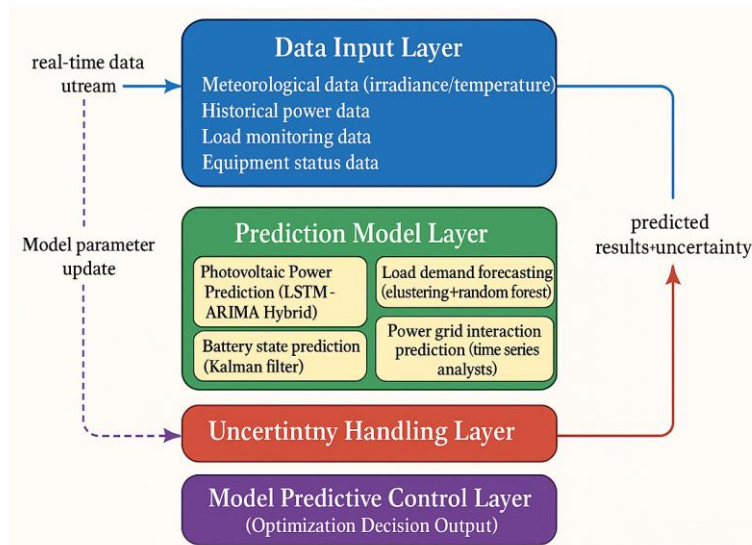 Data Input Layer
real-time data
utream
Meteorological data (irradiance/temperature)
Historical power data
Load monitoring data
Equipment status data
Model parameter
update
predicted
results+uncertainty
Prediction Model Layer
Photovoltaic Power
Prediction (LSTM-
ARIMA Hybrid)
Load demand forecasting
(elustering+random forest)
Battery state prediction
(Kalman filter)
Power grid interaction
prediction (time series
analysts)
Uncertintny Handling Layer
Model Predictive Control Layer
(Optimization Decision Output)